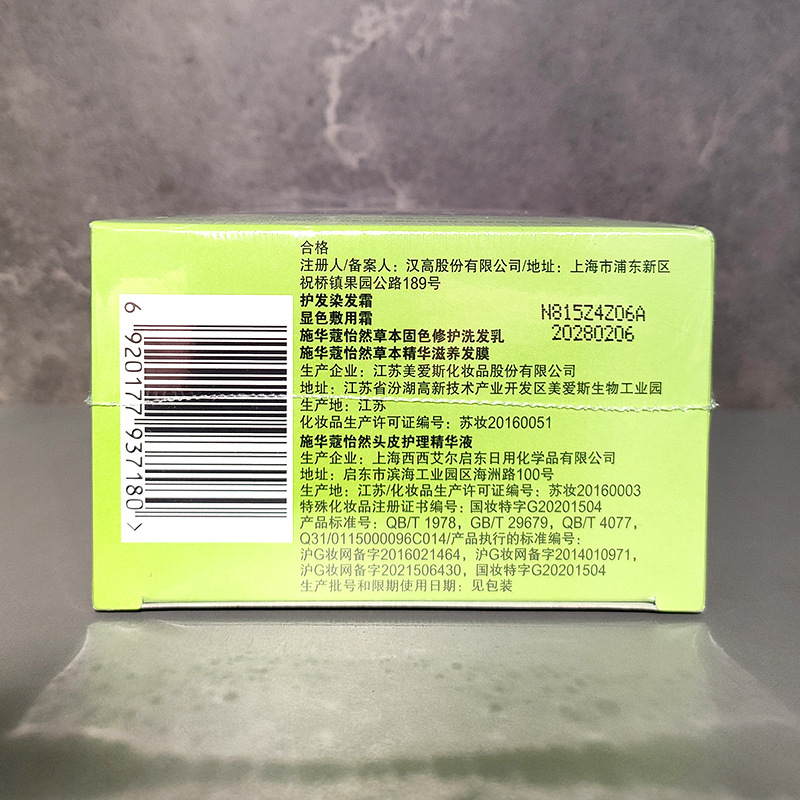 合格
注册人/备案人：汉高股份有限公司/地址：上海市浦东新区
祝桥镇果园公路189号
护发染发霜
显色敷用霜
施华蔻怡然草本固色修护洗发乳
施华蔻怡然草本精华滋养发膜
生产企业：江苏美爱斯化妆品股份有限公司
地址：江苏省汾湖高新技术产业开发区美爱斯生物工业园
生产地：江苏
化妆品生产许可证编号：苏妆20160051
施华蔻怡然头皮护理精华液
生产企业：上海西西艾尔启东日用化学品有限公司
地址：启东市滨海工业园区海洲路100号
生产地：江苏/化妆品生产许可证编号：苏妆20160003
特殊化妆品注册证书编号：国妆特字G20201504
产品标准号：QB/T 1978，GB/T 29679，QB/T 4077，
Q31/0115000096C014/产品执行的标准编号：
沪G妆网备字2016021464，沪G妆网备字2014010971，
沪G妆网备字2021506430，国妆特字G20201504
生产批号和限期使用日期：见包装
N815Z4Z06A
20280206
6 920177 937180 >